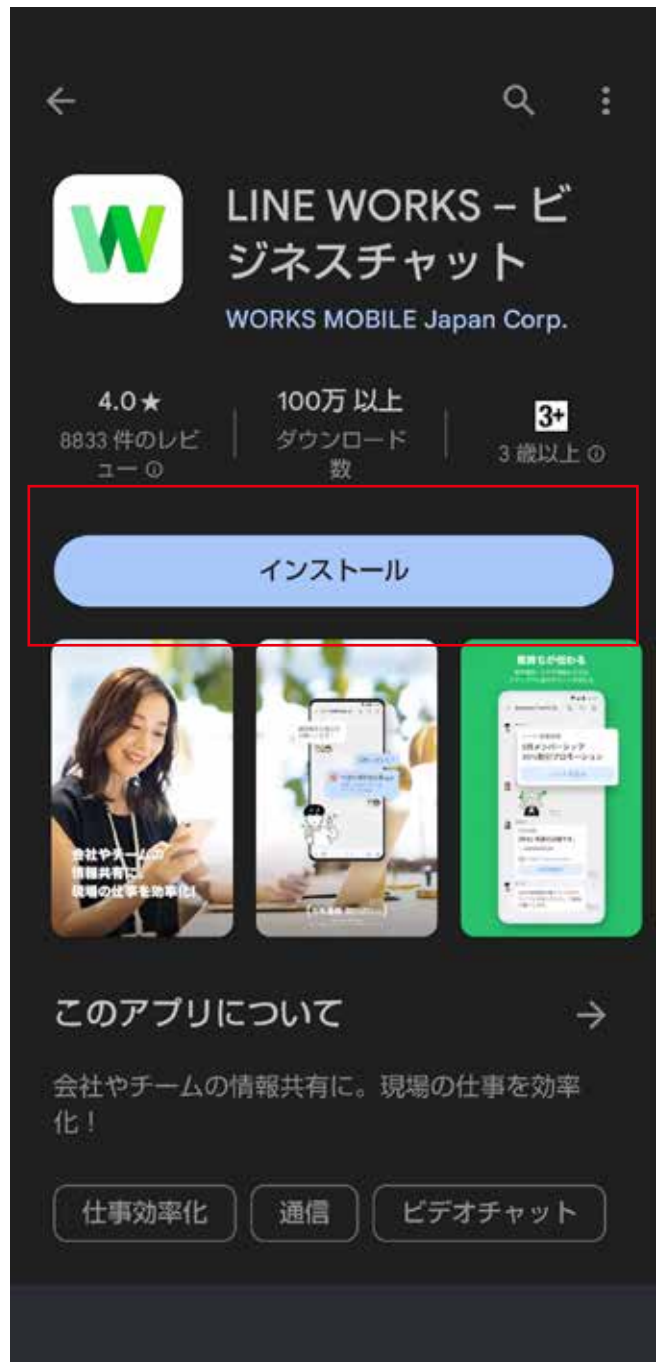 LINE WORKS – ビ
ジネスチャット
WORKS MOBILE Japan Corp.
4.0★
8833 件のレビ
ュー
100万 以上
ダウンロード
数
3+
3 歳以上
インストール
会社やチームの
情報共有に。
現場の仕事を効率化!
気持ちが伝わる
このアプリについて
会社やチームの情報共有に。現場の仕事を効率
化！
仕事効率化
通信
ビデオチャット